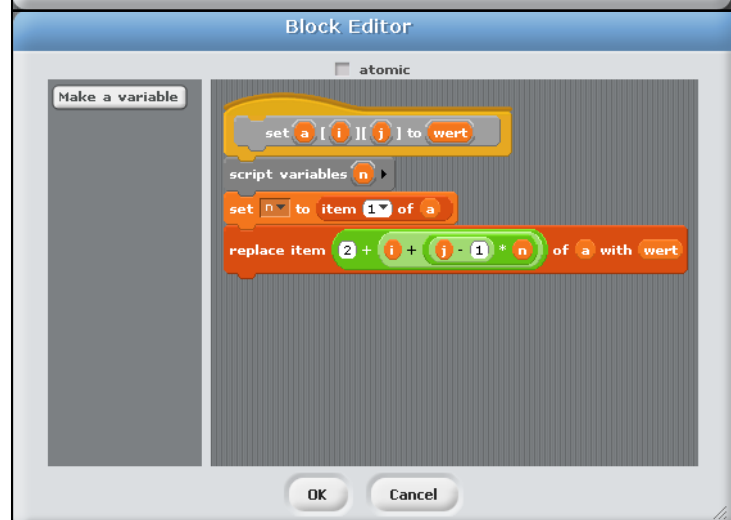 Block Editor
atomic
Make a variable
set a [ i ][ j ] to wert
script variables n
set n to item 1 of a
replace item 2 + i + j - 1 * n of a with wert
OK Cancel